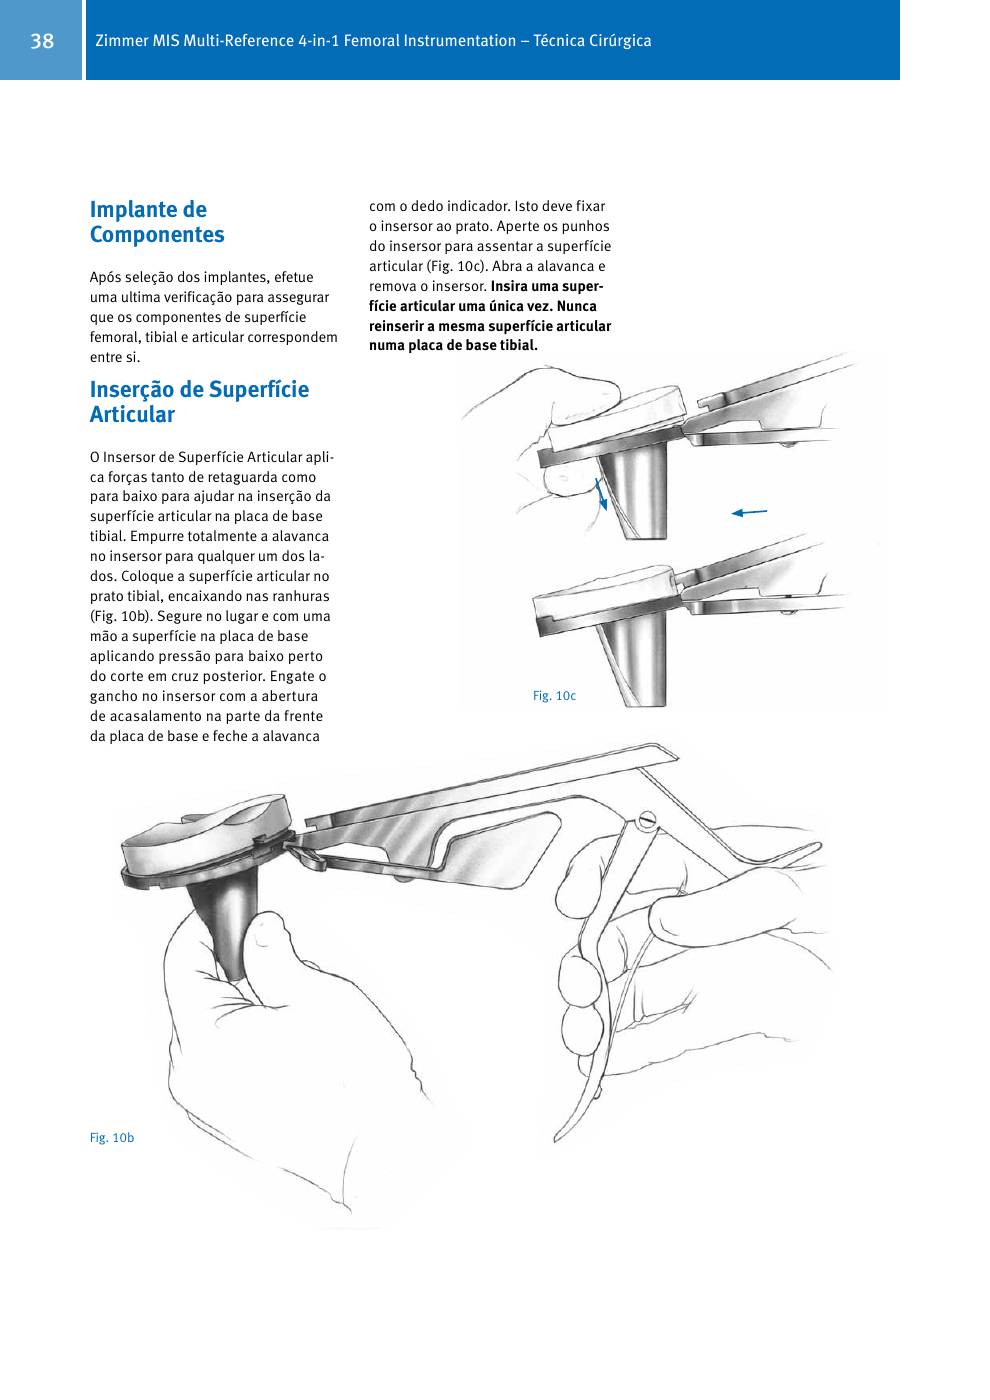 38
Zimmer MIS Multi-Reference 4-in-1 Femoral Instrumentation – Técnica Cirúrgica
Implante de
Componentes
Após seleção dos implantes, efetue
uma ultima verificação para assegurar
que os componentes de superfície
femoral, tibial e articular correspondem
entre si.
Inserção de Superfície
Articular
O Insersor de Superfície Articular apli-
ca forças tanto de retaguarda como
para baixo para ajudar na inserção da
superfície articular na placa de base
tibial. Empurre totalmente a alavanca
no insersor para qualquer um dos la-
dos. Coloque a superfície articular no
prato tibial, encaixando nas ranhuras
(Fig. 10b). Segure no lugar e com uma
mão a superfície na placa de base
aplicando pressão para baixo perto
do corte em cruz posterior. Engate o
gancho no insersor com a abertura
de acasalamento na parte da frente
da placa de base e feche a alavanca
com o dedo indicador. Isto deve fixar
o insersor ao prato. Aperte os punhos
do insersor para assentar a superfície
articular (Fig. 10c). Abra a alavanca e
remova o insersor. Insira uma super-
fície articular uma única vez. Nunca
reinserir a mesma superfície articular
numa placa de base tibial.
Fig. 10c
Fig. 10b